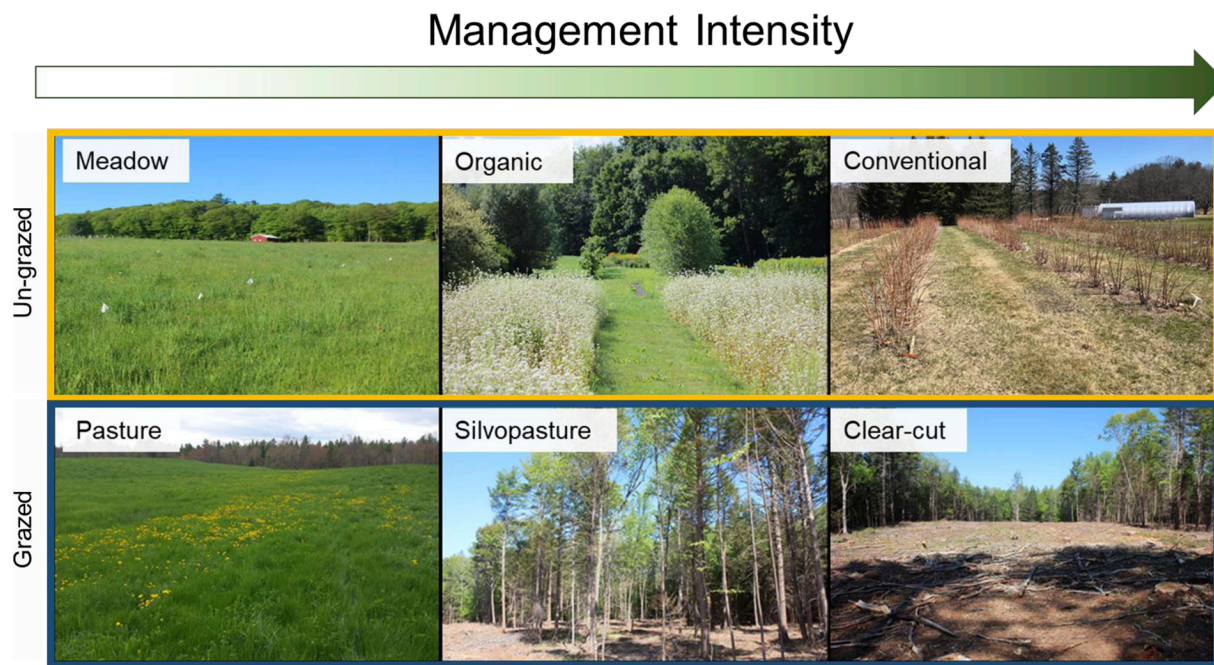 Management Intensity
Un-grazed
Meadow
Organic
Conventional
Grazed
Pasture
Silvopasture
Clear-cut